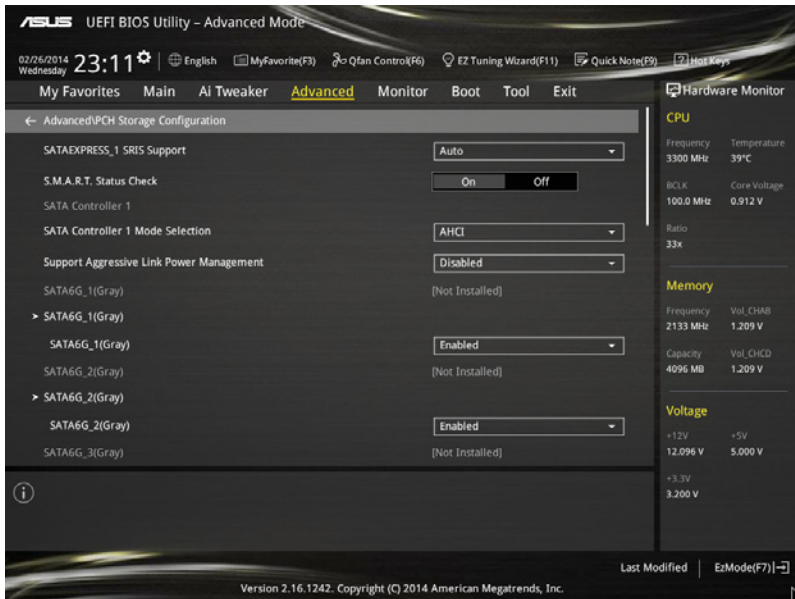 ASUS UEFI BIOS Utility – Advanced Mode
02/26/2014 Wednesday 23:11 English MyFavorite(F3) Qfan Control(F6) EZ Tuning Wizard(F11) Quick Note(F9) ? Hot Keys
My Favorites Main Ai Tweaker Advanced Monitor Boot Tool Exit
← Advanced\PCH Storage Configuration
SATAEXPRESS_1 SRIS Support Auto
S.M.A.R.T. Status Check On Off
SATA Controller 1
SATA Controller 1 Mode Selection AHCI
Support Aggressive Link Power Management Disabled
SATA6G_1(Gray) [Not Installed]
> SATA6G_1(Gray)
SATA6G_1(Gray) Enabled
SATA6G_2(Gray) [Not Installed]
> SATA6G_2(Gray)
SATA6G_2(Gray) Enabled
SATA6G_3(Gray) [Not Installed]
Hardware Monitor
CPU
Frequency Temperature
3300 MHz 39°C
BCLK Core Voltage
100.0 MHz 0.912 V
Ratio
33x
Memory
Frequency Vol_CHAB
2133 MHz 1.209 V
Capacity Vol_CHCD
4096 MB 1.209 V
Voltage
+12V +5V
12.096 V 5.000 V
+3.3V
3.200 V
Last Modified EzMode(F7)
Version 2.16.1242. Copyright (C) 2014 American Megatrends, Inc.